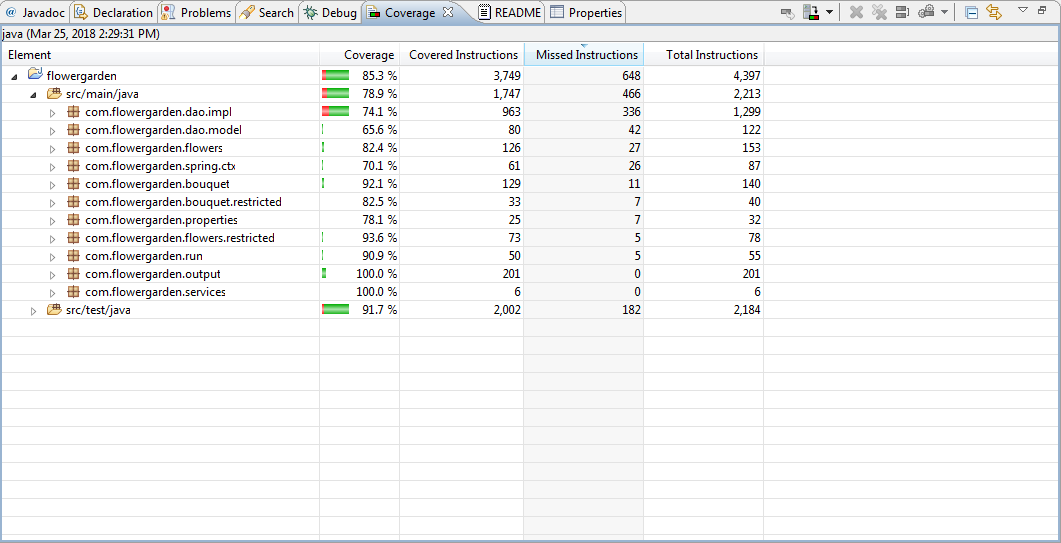 @ Javadoc Declaration Problems Search Debug Coverage README Properties
java (Mar 25, 2018 2:29:31 PM)
Element Coverage Covered Instructions Missed Instructions Total Instructions
flowergarden 85.3 % 3,749 648 4,397
src/main/java 78.9 % 1,747 466 2,213
com.flowergarden.dao.impl 74.1 % 963 336 1,299
com.flowergarden.dao.model 65.6 % 80 42 122
com.flowergarden.flowers 82.4 % 126 27 153
com.flowergarden.spring.ctx 70.1 % 61 26 87
com.flowergarden.bouquet 92.1 % 129 11 140
com.flowergarden.bouquet.restricted 82.5 % 33 7 40
com.flowergarden.properties 78.1 % 25 7 32
com.flowergarden.flowers.restricted 93.6 % 73 5 78
com.flowergarden.run 90.9 % 50 5 55
com.flowergarden.output 100.0 % 201 0 201
com.flowergarden.services 100.0 % 6 0 6
src/test/java 91.7 % 2,002 182 2,184